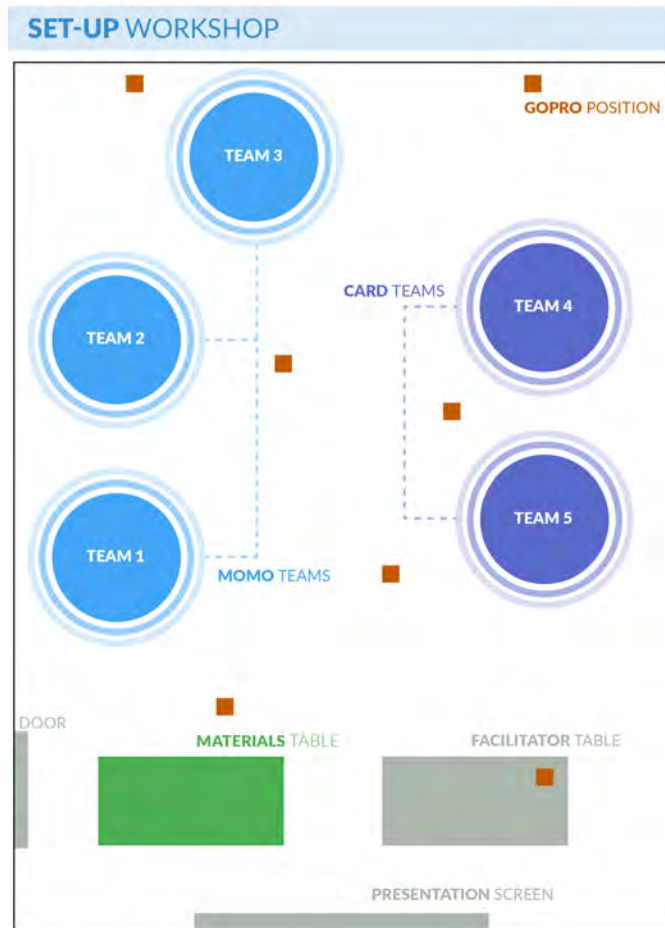 SET-UP WORKSHOP
GOPRO POSITION
TEAM 3
CARD TEAMS
TEAM 4
TEAM 2
TEAM 5
TEAM 1
MOMO TEAMS
DOOR
MATERIALS TABLE
FACILITATOR TABLE
PRESENTATION SCREEN